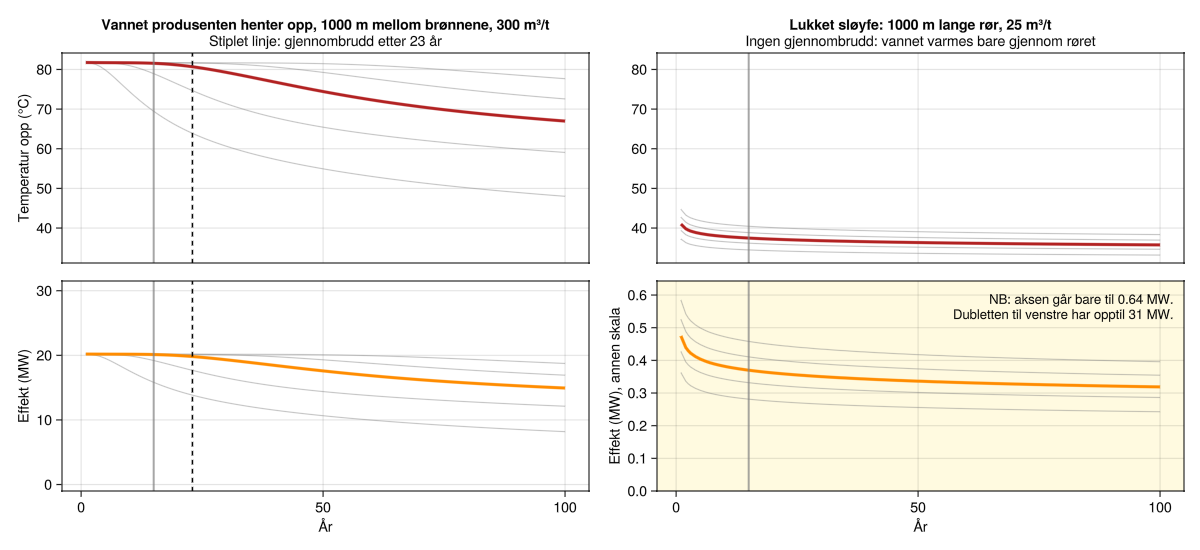 Vannet produsenten henter opp, 1000 m mellom brønnene, 300 m³/t
Stiplet linje: gjennombrudd etter 23 år
Temperatur opp (°C)
80
70
60
50
40
Effekt (MW)
30
20
10
0
0
50
100
År
Lukket sløyfe: 1000 m lange rør, 25 m³/t
Ingen gjennombrudd: vannet varmes bare gjennom røret
80
70
60
50
40
Effekt (MW), annen skala
NB: aksen går bare til 0.64 MW.
Dubletten til venstre har opptil 31 MW.
0.6
0.5
0.4
0.3
0.2
0.1
0.0
0
50
100
År